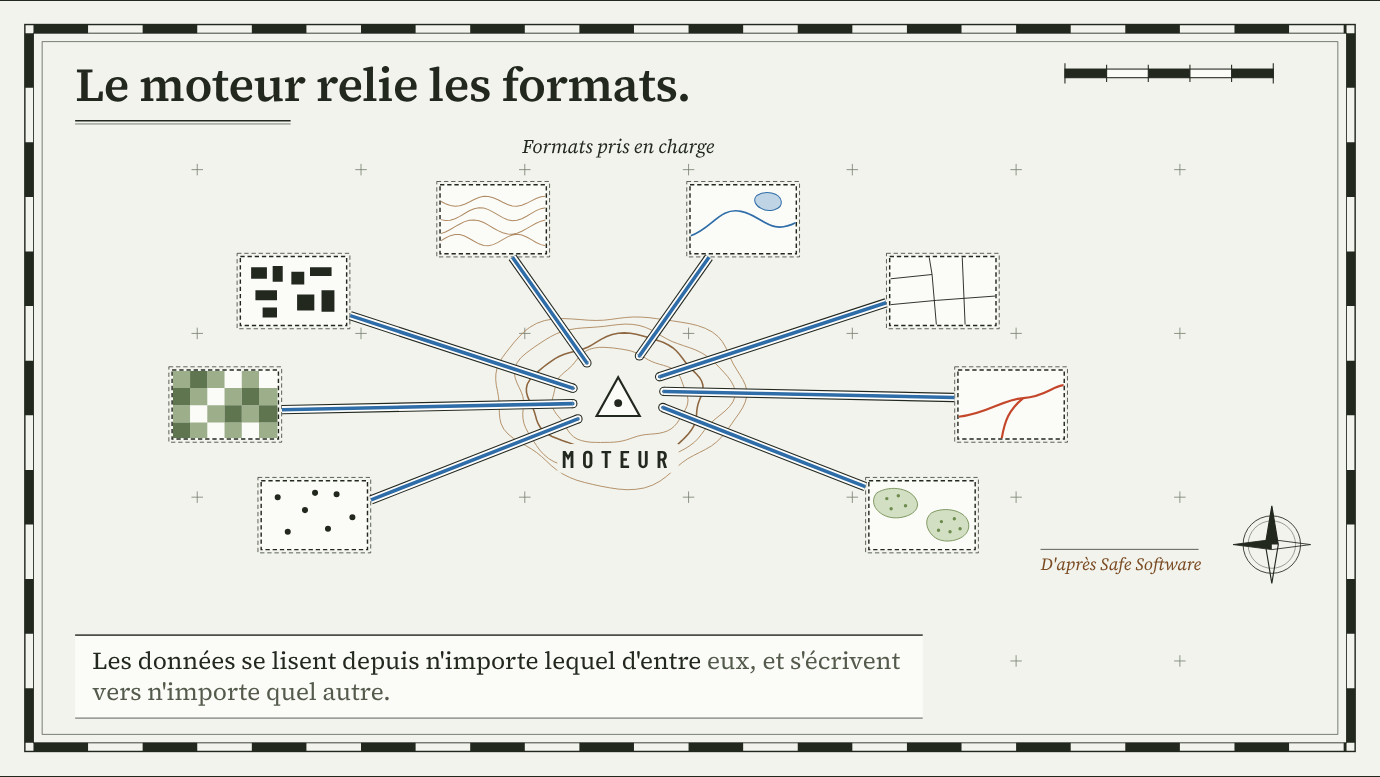 Le moteur relie les formats.
Formats pris en charge
MOTEUR
D'après Safe Software
Les données se lisent depuis n'importe lequel d'entre eux, et s'écrivent
vers n'importe quel autre.